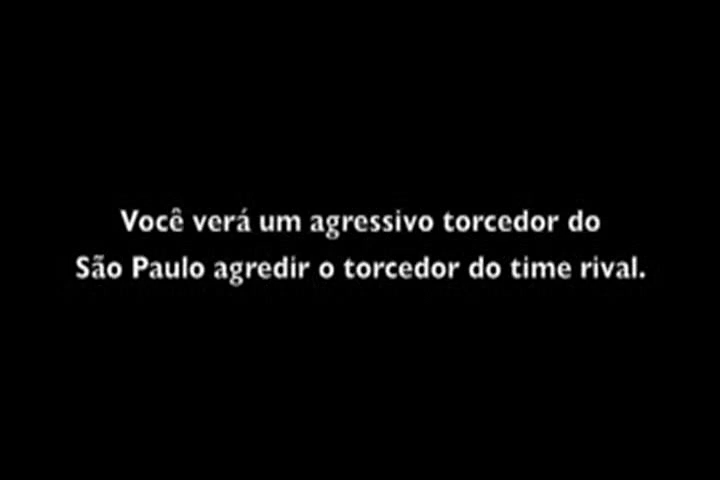 Você verá um agressivo torcedor do
São Paulo agredir o torcedor do time rival.